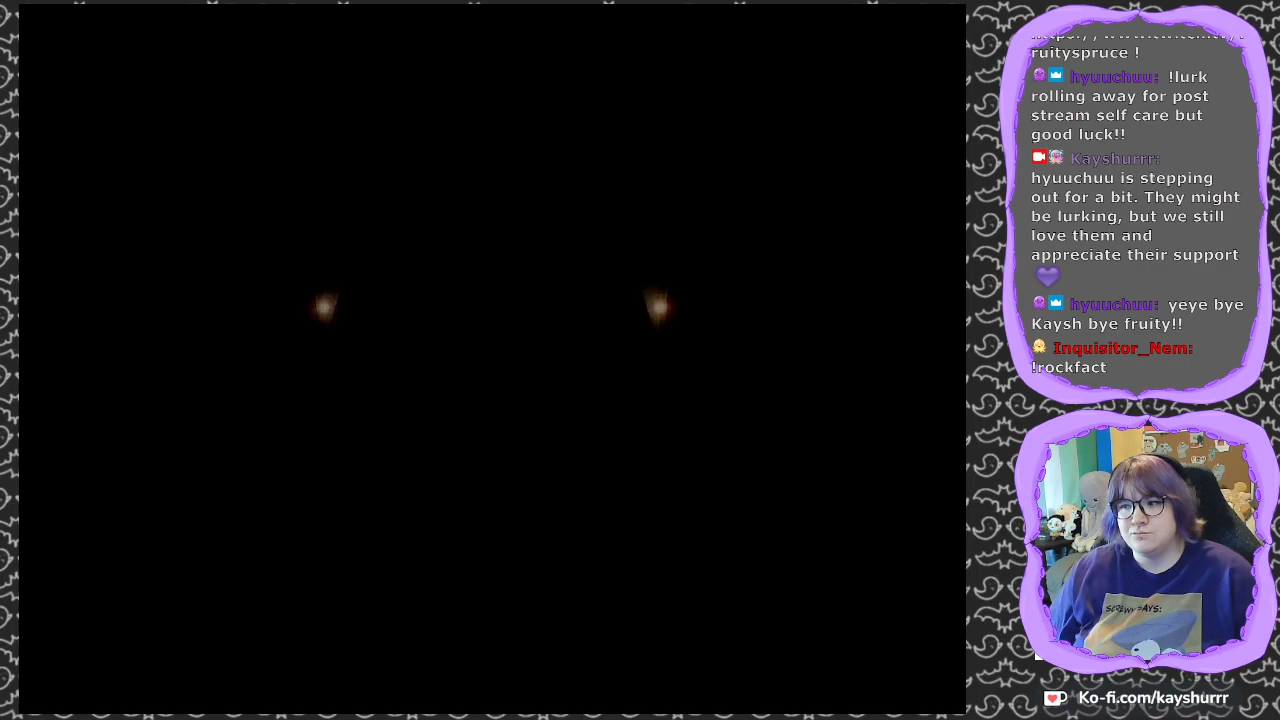 ruityspruce !
hyuuchuu: !lurk
rolling away for post
stream self care but
good luck!!
Kayshurrr:
hyuuchuu is stepping
out for a bit. They might
be lurking, but we still
love them and
appreciate their support
hyuuchuu: yeye bye
Kaysh bye fruity!!
Inquisitor_Nem:
!rockfact
SCREWY SAYS:
Ko-fi.com/kayshurrr